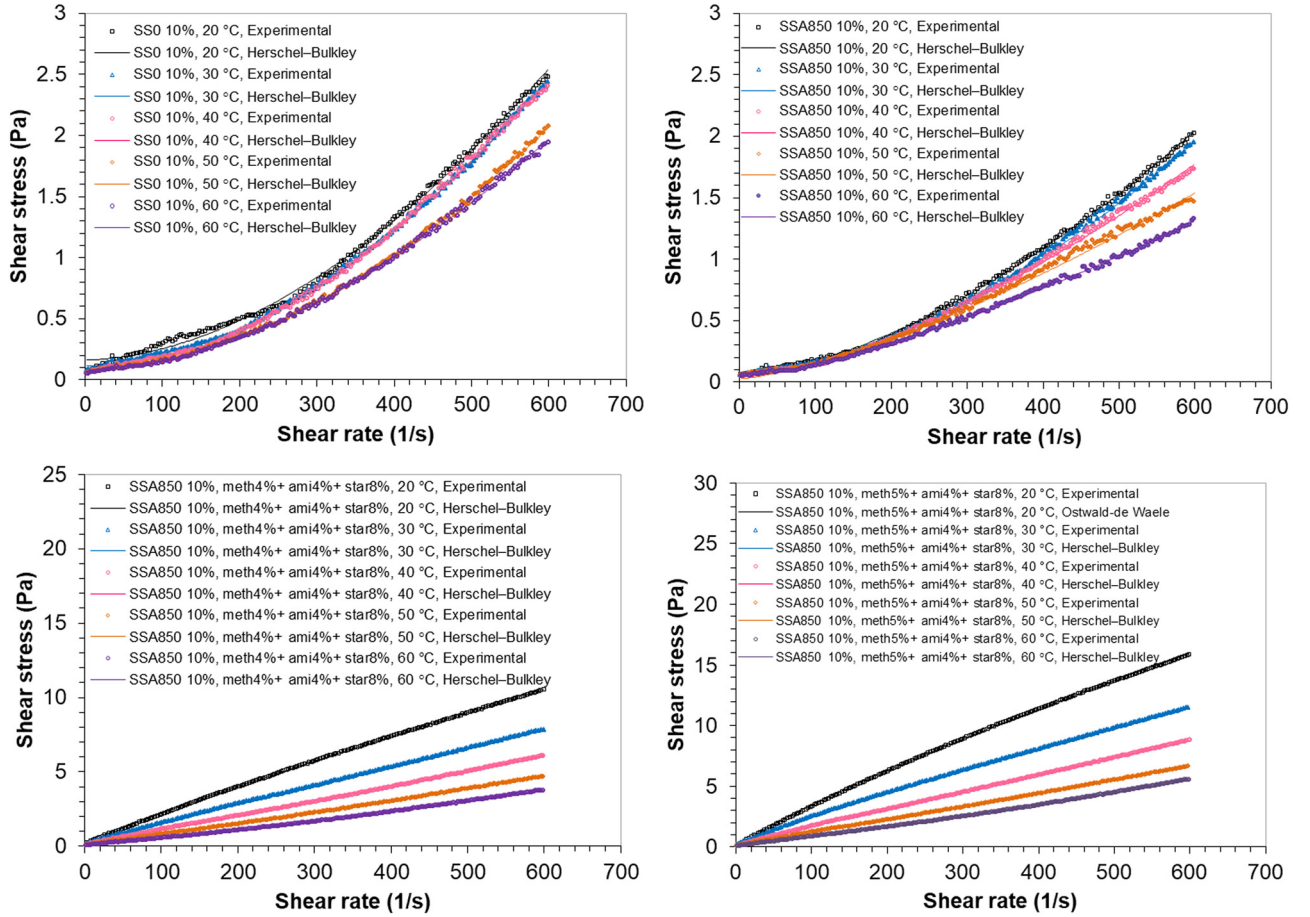 3
2.5
2
1.5
1
0.5
0
Shear stress (Pa)
SS0 10%, 20 °C, Experimental
SS0 10%, 20 °C, Herschel–Bulkley
SS0 10%, 30 °C, Experimental
SS0 10%, 30 °C, Herschel–Bulkley
SS0 10%, 40 °C, Experimental
SS0 10%, 40 °C, Herschel–Bulkley
SS0 10%, 50 °C, Experimental
SS0 10%, 50 °C, Herschel–Bulkley
SS0 10%, 60 °C, Experimental
SS0 10%, 60 °C, Herschel–Bulkley
0 100 200 300 400 500 600 700
Shear rate (1/s)
3
2.5
2
1.5
1
0.5
0
Shear stress (Pa)
SSA850 10%, 20 °C, Experimental
SSA850 10%, 20 °C, Herschel–Bulkley
SSA850 10%, 30 °C, Experimental
SSA850 10%, 30 °C, Herschel–Bulkley
SSA850 10%, 40 °C, Experimental
SSA850 10%, 40 °C, Herschel–Bulkley
SSA850 10%, 50 °C, Experimental
SSA850 10%, 50 °C, Herschel–Bulkley
SSA850 10%, 60 °C, Experimental
SSA850 10%, 60 °C, Herschel–Bulkley
0 100 200 300 400 500 600 700
Shear rate (1/s)
25
20
15
10
5
0
Shear stress (Pa)
SSA850 10%, meth4%+ ami4%+ star8%, 20 °C, Experimental
SSA850 10%, meth4%+ ami4%+ star8%, 20 °C, Herschel–Bulkley
SSA850 10%, meth4%+ ami4%+ star8%, 30 °C, Experimental
SSA850 10%, meth4%+ ami4%+ star8%, 30 °C, Herschel–Bulkley
SSA850 10%, meth4%+ ami4%+ star8%, 40 °C, Experimental
SSA850 10%, meth4%+ ami4%+ star8%, 40 °C, Herschel–Bulkley
SSA850 10%, meth4%+ ami4%+ star8%, 50 °C, Experimental
SSA850 10%, meth4%+ ami4%+ star8%, 50 °C, Herschel–Bulkley
SSA850 10%, meth4%+ ami4%+ star8%, 60 °C, Experimental
SSA850 10%, meth4%+ ami4%+ star8%, 60 °C, Herschel–Bulkley
0 100 200 300 400 500 600 700
Shear rate (1/s)
30
25
20
15
10
5
0
Shear stress (Pa)
SSA850 10%, meth5%+ ami4%+ star8%, 20 °C, Experimental
SSA850 10%, meth5%+ ami4%+ star8%, 20 °C, Ostwald-de Waele
SSA850 10%, meth5%+ ami4%+ star8%, 30 °C, Experimental
SSA850 10%, meth5%+ ami4%+ star8%, 30 °C, Herschel–Bulkley
SSA850 10%, meth5%+ ami4%+ star8%, 40 °C, Experimental
SSA850 10%, meth5%+ ami4%+ star8%, 40 °C, Herschel–Bulkley
SSA850 10%, meth5%+ ami4%+ star8%, 50 °C, Experimental
SSA850 10%, meth5%+ ami4%+ star8%, 50 °C, Herschel–Bulkley
SSA850 10%, meth5%+ ami4%+ star8%, 60 °C, Experimental
SSA850 10%, meth5%+ ami4%+ star8%, 60 °C, Herschel–Bulkley
0 100 200 300 400 500 600 700
Shear rate (1/s)